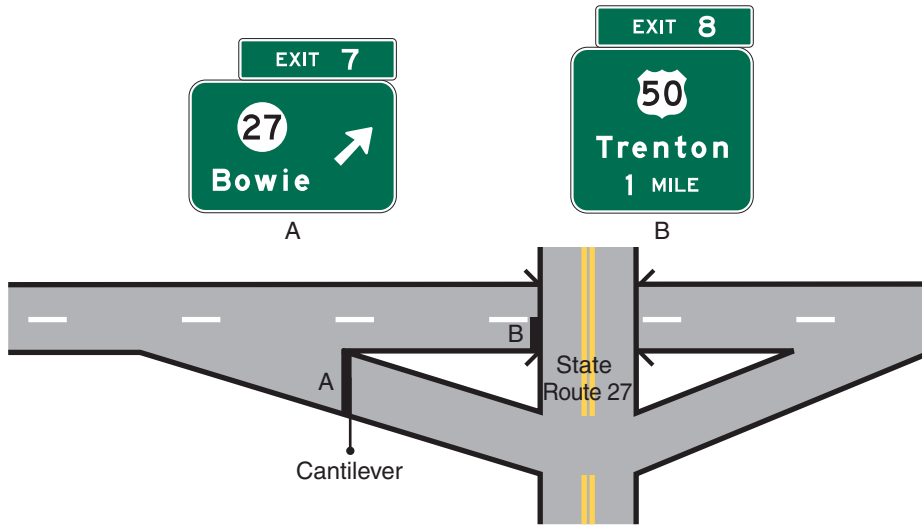 EXIT 7
27
Bowie
A
EXIT 8
50
Trenton
1 MILE
B
B
A
State
Route 27
Cantilever